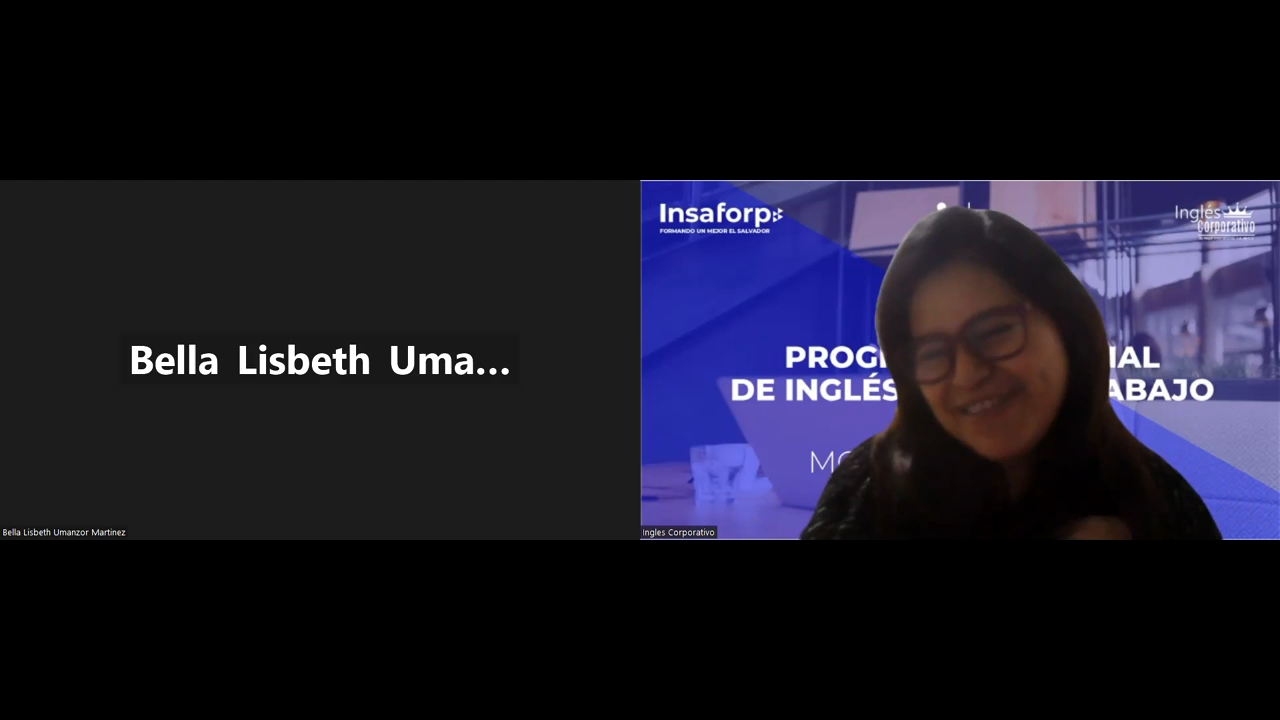 Bella Lisbeth Uma...
Bella Lisbeth Umanzor Martinez
Insaforp
FORMANDO UN MEJOR EL SALVADOR
Inglés
Corporativo
PROG IAL
DE INGLÉS ABAJO
MO
Ingles Corporativo